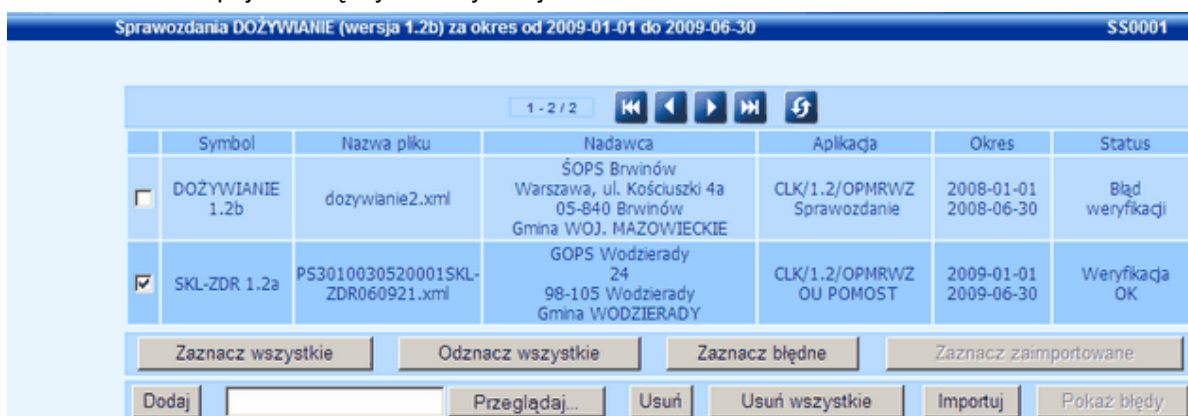 Sprawozdania DOŻYWIANIE (wersja 1.2b) za okres od 2009-01-01 do 2009-06-30 SS0001
1 - 2 / 2
Symbol Nazwa pliku Nadawca Aplikacja Okres Status
DOŻYWIANIE 1.2b
dozywianie2.xml
ŚOPS Brwinów
Warszawa, ul. Kościuszki 4a
05-840 Brwinów
Gmina WOJ. MAZOWIECKIE
CLK/1.2/OPMRWZ
Sprawozdanie
2008-01-01
2008-06-30
Błąd
weryfikacji
SKL-ZDR 1.2a
PS3010030520001SKL-
ZDR060921.xml
GOPS Wodzierady
24
98-105 Wodzierady
Gmina WODZIERADY
CLK/1.2/OPMRWZ
OU POMOST
2009-01-01
2009-06-30
Weryfikacja
OK
Zaznacz wszystkie Odznacz wszystkie Zaznacz błędne Zaznacz zaimportowane
Dodaj Przeglądaj... Usuń Usuń wszystkie Importuj Pokaż błędy